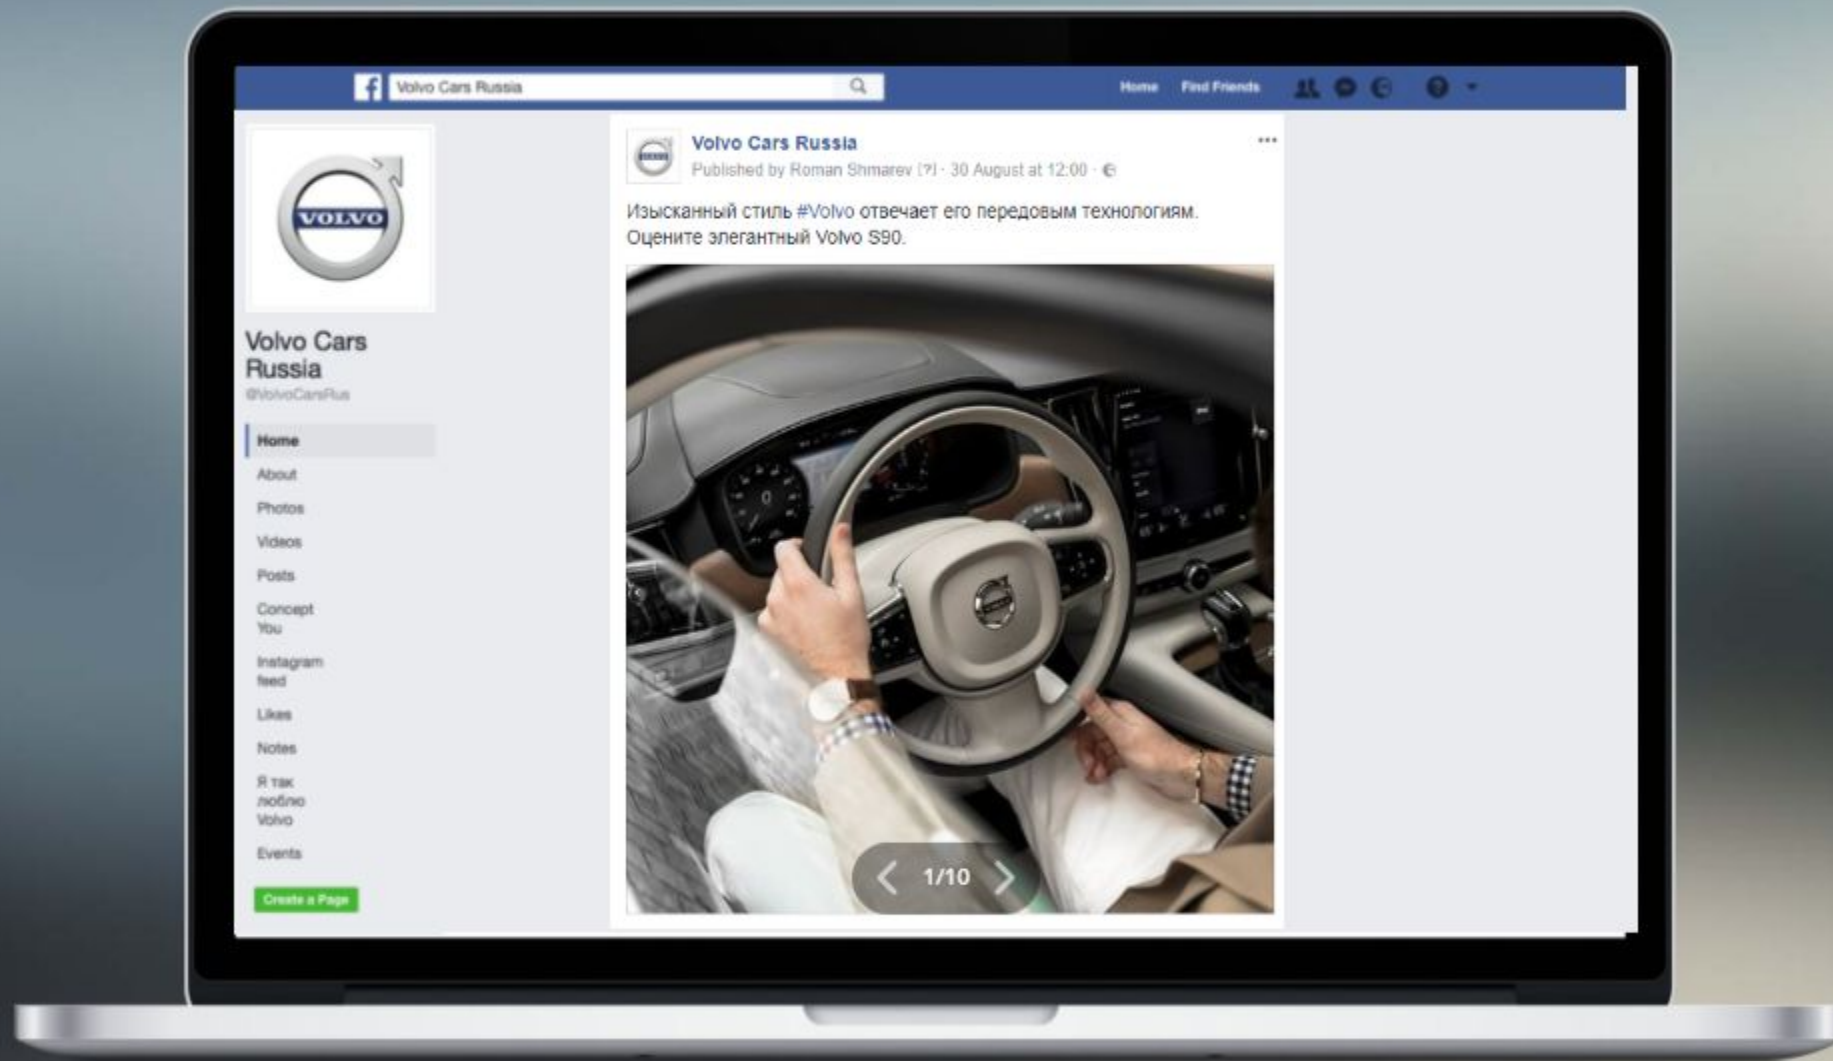 Volvo Cars Russia
Home Find Friends
VOLVO
Volvo Cars
Russia
@VolvoCarsRus
Home
About
Photos
Videos
Posts
Concept
You
Instagram
feed
Likes
Notes
Я так
люблю
Volvo
Events
Create a Page
Volvo Cars Russia
Published by Roman Shmarev [?] · 30 August at 12:00 ·
Изысканный стиль #Volvo отвечает его передовым технологиям.
Оцените элегантный Volvo S90.
VOLVO
1/10